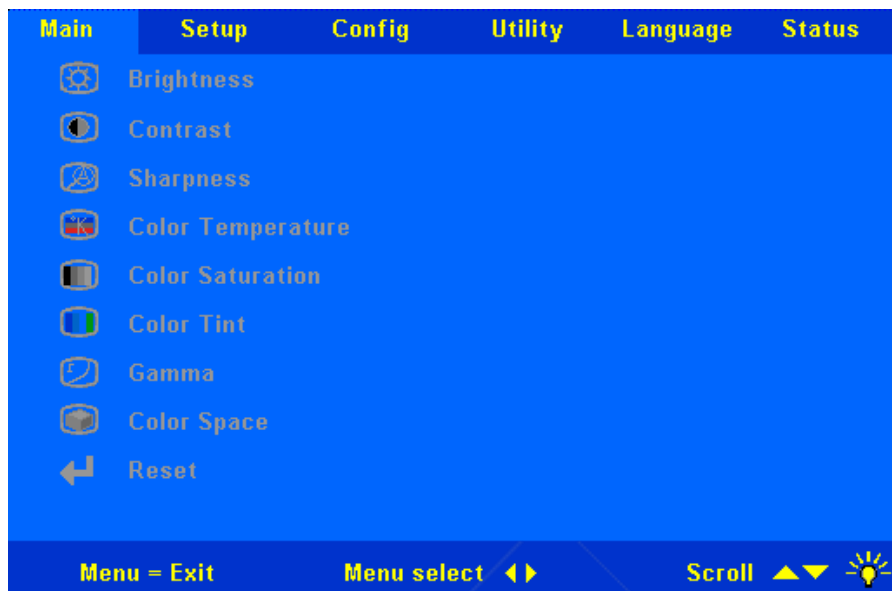 Main Setup Config Utility Language Status
Brightness
Contrast
Sharpness
°K Color Temperature
Color Saturation
Color Tint
Gamma
Color Space
Reset
Menu = Exit Menu select Scroll